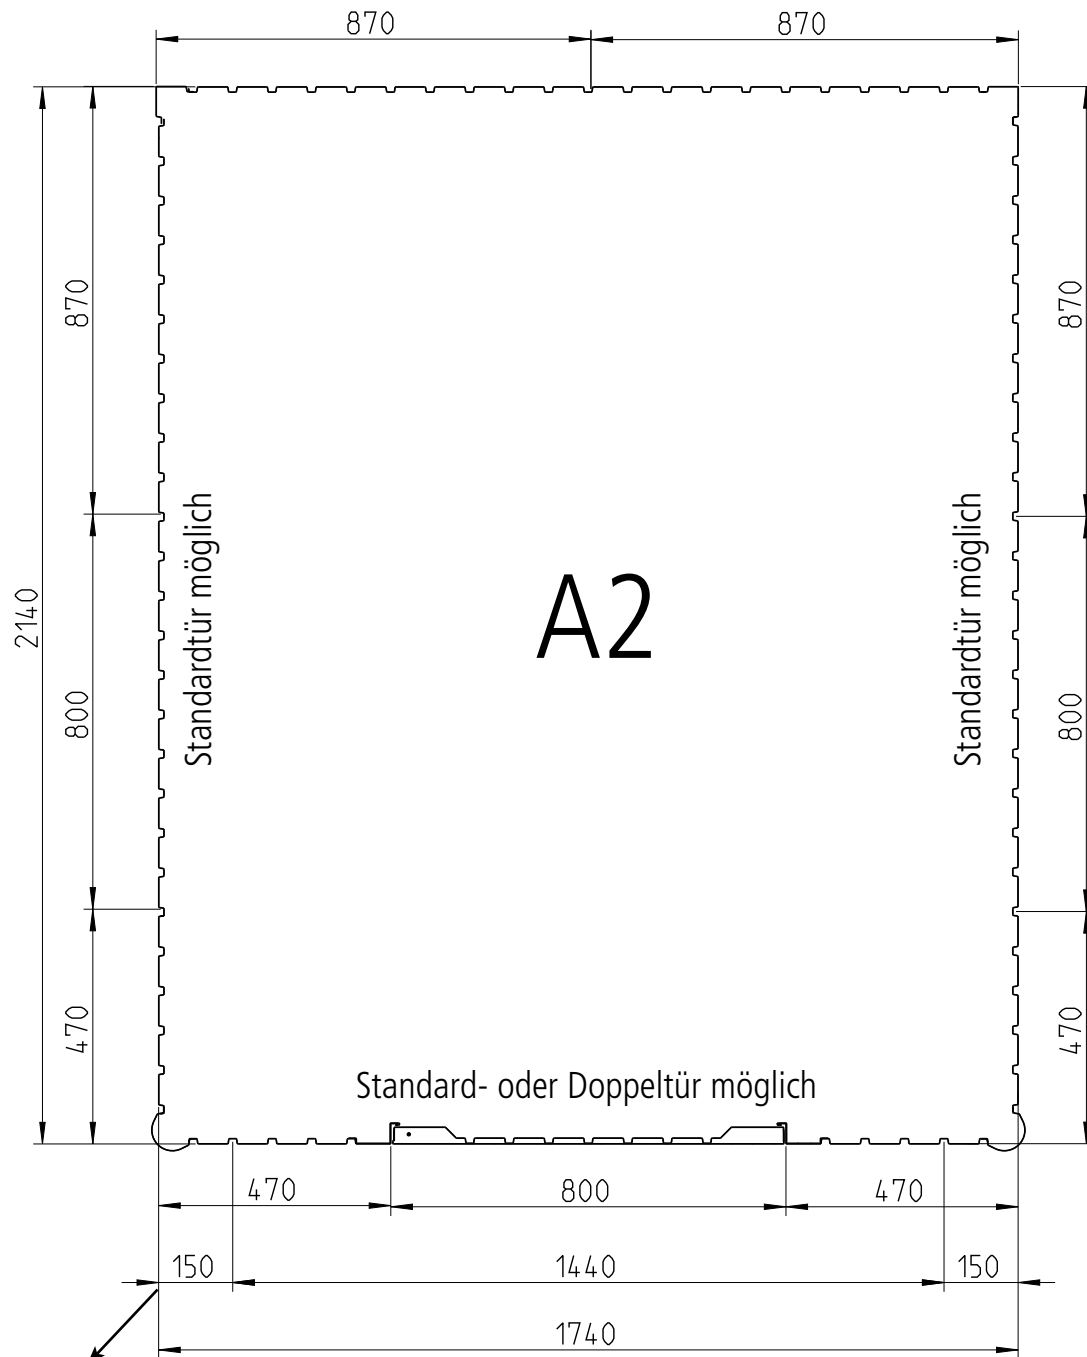 870 870
870
870
Standardtür möglich
Standardtür möglich
A2
2140
800
800
470
470
Standard- oder Doppeltür möglich
470 800 470
150 1440 150
1740